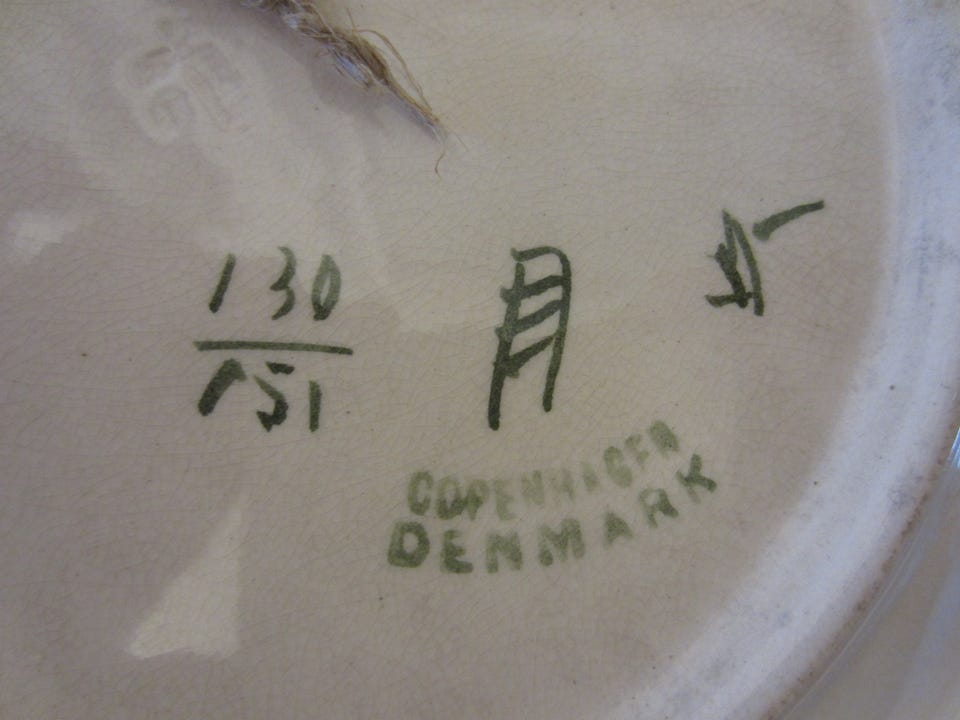 130
151
COPENHAGEN
DENMARK